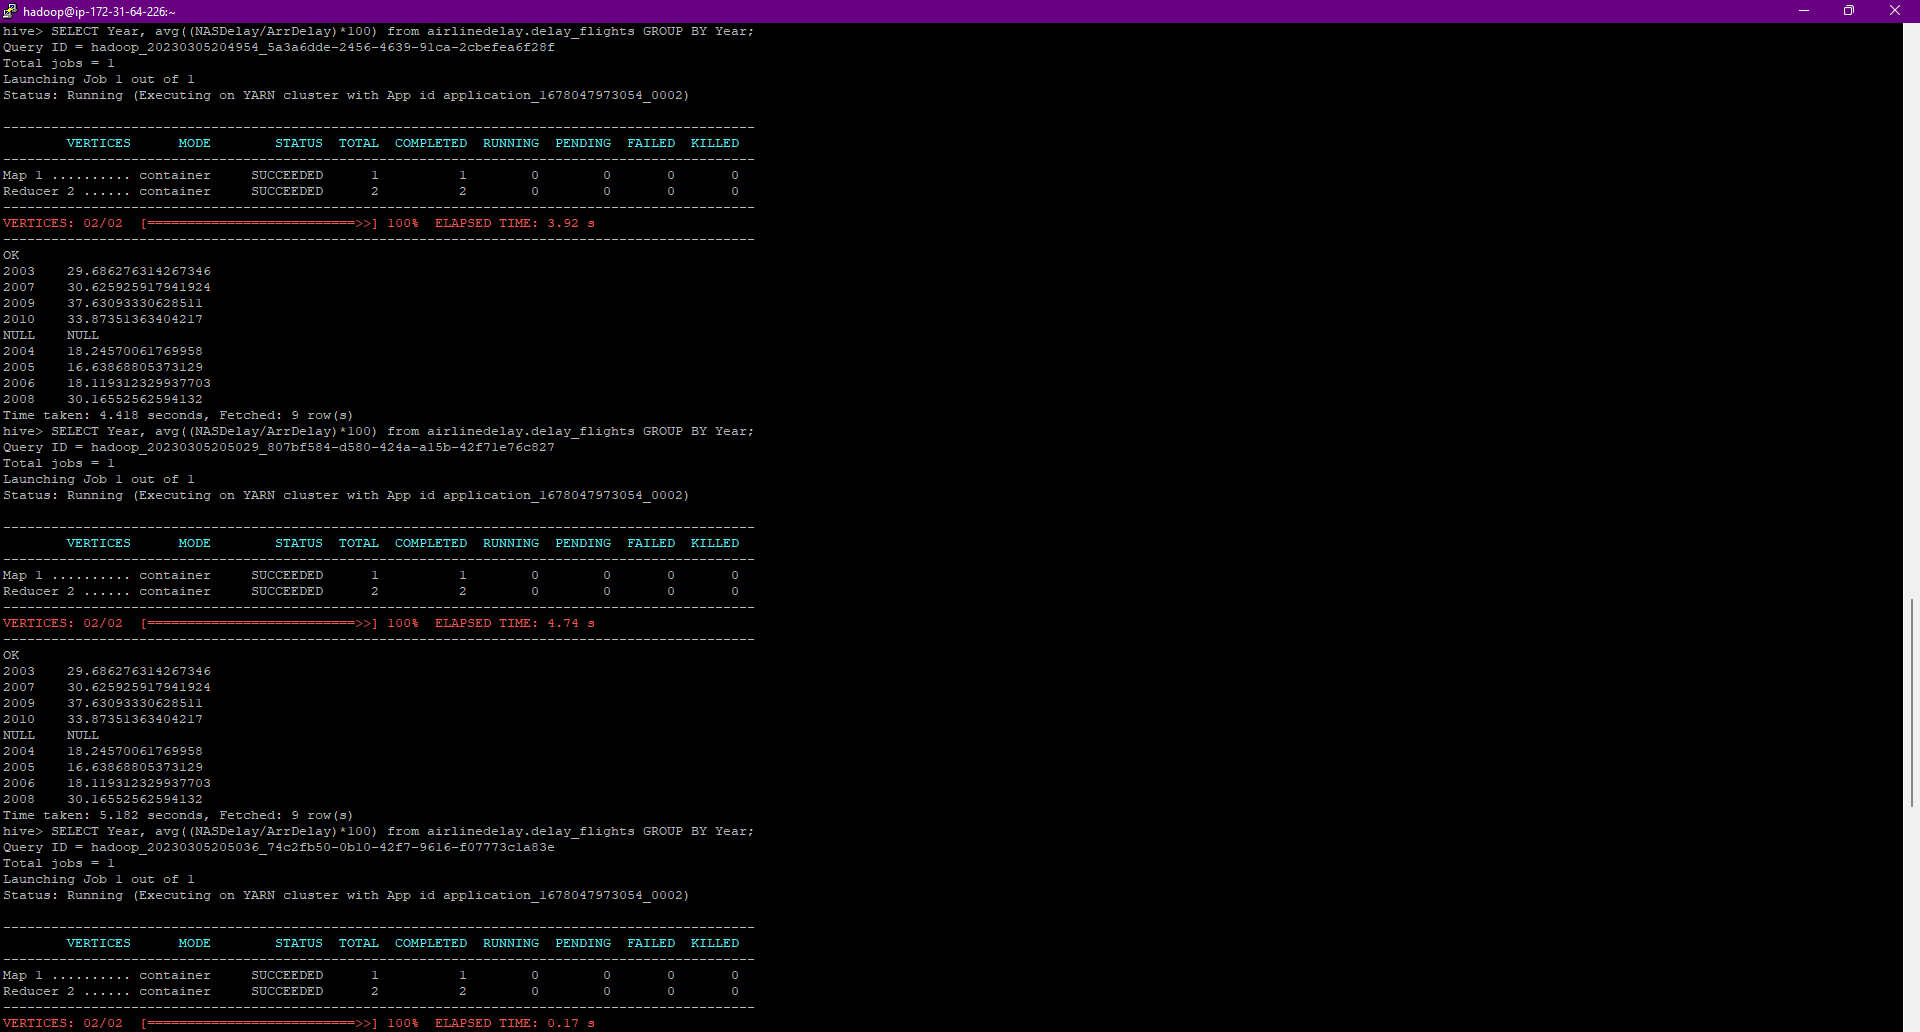 hadoop@ip-172-31-64-226:~
hive> SELECT Year, avg((NASDelay/ArrDelay)*100) from airlinedelay.delay_flights GROUP BY Year;
Query ID = hadoop_20230305204954_5a3a6dde-2456-4639-91ca-2cbefea6f28f
Total jobs = 1
Launching Job 1 out of 1
Status: Running (Executing on YARN cluster with App id application_1678047973054_0002)
----------------------------------------------------------------------------------------------
        VERTICES      MODE        STATUS  TOTAL  COMPLETED  RUNNING  PENDING  FAILED  KILLED
----------------------------------------------------------------------------------------------
Map 1 .......... container     SUCCEEDED      1          1        0        0       0       0
Reducer 2 ...... container     SUCCEEDED      2          2        0        0       0       0
----------------------------------------------------------------------------------------------
VERTICES: 02/02  [==========================>>] 100%  ELAPSED TIME: 3.92 s
----------------------------------------------------------------------------------------------
OK
2003    29.686276314267346
2007    30.625925917941924
2009    37.63093330628511
2010    33.87351363404217
NULL    NULL
2004    18.24570061769958
2005    16.63868805373129
2006    18.119312329937703
2008    30.16552562594132
Time taken: 4.418 seconds, Fetched: 9 row(s)
hive> SELECT Year, avg((NASDelay/ArrDelay)*100) from airlinedelay.delay_flights GROUP BY Year;
Query ID = hadoop_20230305205029_807bf584-d580-424a-a15b-42f71e76c827
Total jobs = 1
Launching Job 1 out of 1
Status: Running (Executing on YARN cluster with App id application_1678047973054_0002)
----------------------------------------------------------------------------------------------
        VERTICES      MODE        STATUS  TOTAL  COMPLETED  RUNNING  PENDING  FAILED  KILLED
----------------------------------------------------------------------------------------------
Map 1 .......... container     SUCCEEDED      1          1        0        0       0       0
Reducer 2 ...... container     SUCCEEDED      2          2        0        0       0       0
----------------------------------------------------------------------------------------------
VERTICES: 02/02  [==========================>>] 100%  ELAPSED TIME: 4.74 s
----------------------------------------------------------------------------------------------
OK
2003    29.686276314267346
2007    30.625925917941924
2009    37.63093330628511
2010    33.87351363404217
NULL    NULL
2004    18.24570061769958
2005    16.63868805373129
2006    18.119312329937703
2008    30.16552562594132
Time taken: 5.182 seconds, Fetched: 9 row(s)
hive> SELECT Year, avg((NASDelay/ArrDelay)*100) from airlinedelay.delay_flights GROUP BY Year;
Query ID = hadoop_20230305205036_74c2fb50-0b10-42f7-9616-f07773c1a83e
Total jobs = 1
Launching Job 1 out of 1
Status: Running (Executing on YARN cluster with App id application_1678047973054_0002)
----------------------------------------------------------------------------------------------
        VERTICES      MODE        STATUS  TOTAL  COMPLETED  RUNNING  PENDING  FAILED  KILLED
----------------------------------------------------------------------------------------------
Map 1 .......... container     SUCCEEDED      1          1        0        0       0       0
Reducer 2 ...... container     SUCCEEDED      2          2        0        0       0       0
----------------------------------------------------------------------------------------------
VERTICES: 02/02  [==========================>>] 100%  ELAPSED TIME: 0.17 s